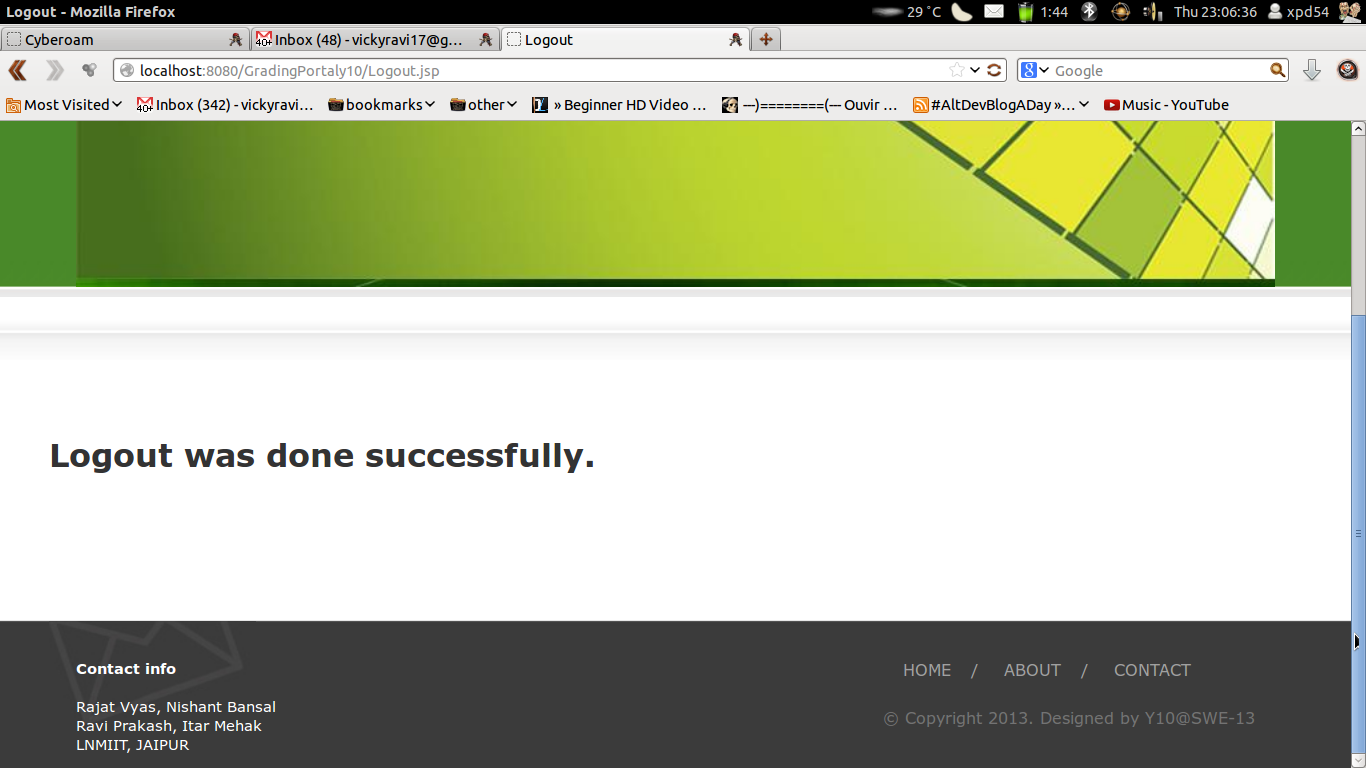 Logout - Mozilla Firefox
29 °C
1:44
Thu 23:06:36
xpd54
Cyberoam
40+
Inbox (48) - vickyravi17@g...
Logout
localhost:8080/GradingPortaly10/Logout.jsp
8
Google
Most Visited
40+
Inbox (342) - vickyravi...
bookmarks
other
» Beginner HD Video ...
---)========(--- Ouvir ...
#AltDevBlogADay »...
Music - YouTube
Logout was done successfully.
Contact info
HOME / ABOUT / CONTACT
Rajat Vyas, Nishant Bansal
© Copyright 2013. Designed by Y10@SWE-13
Ravi Prakash, Itar Mehak
LNMIIT, JAIPUR